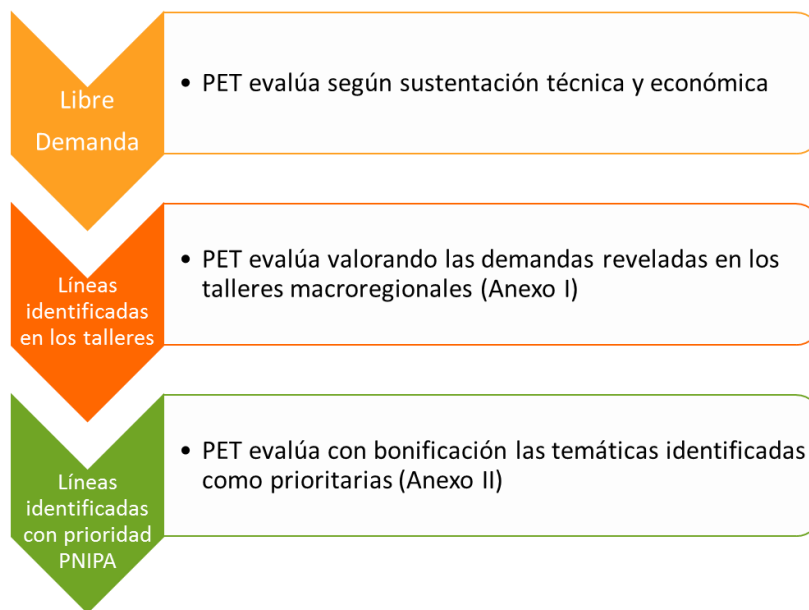 Libre
Demanda
• PET evalúa según sustentación técnica y económica
Líneas
identificadas
en los talleres
• PET evalúa valorando las demandas reveladas en los
talleres macroregionales (Anexo I)
Líneas
identificadas
con prioridad
PNIPA
• PET evalúa con bonificación las temáticas identificadas
como prioritarias (Anexo II)